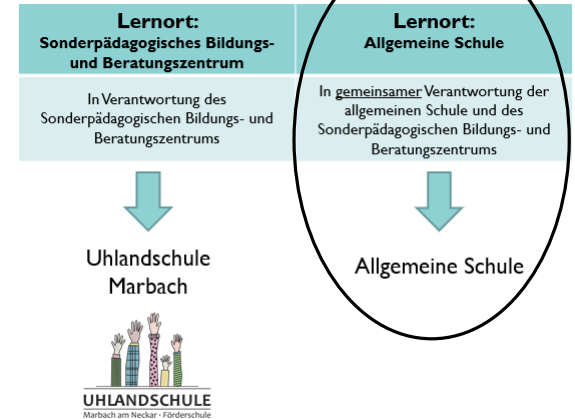 Lernort:
Sonderpädagogisches Bildungs-
und Beratungszentrum
In Verantwortung des
Sonderpädagogischen Bildungs- und
Beratungszentrums
Uhlandschule
Marbach
UHLANDSCHULE
Marbach am Neckar · Förderschule
Lernort:
Allgemeine Schule
In gemeinsamer Verantwortung der
allgemeinen Schule und des
Sonderpädagogischen Bildungs- und
Beratungszentrums
Allgemeine Schule